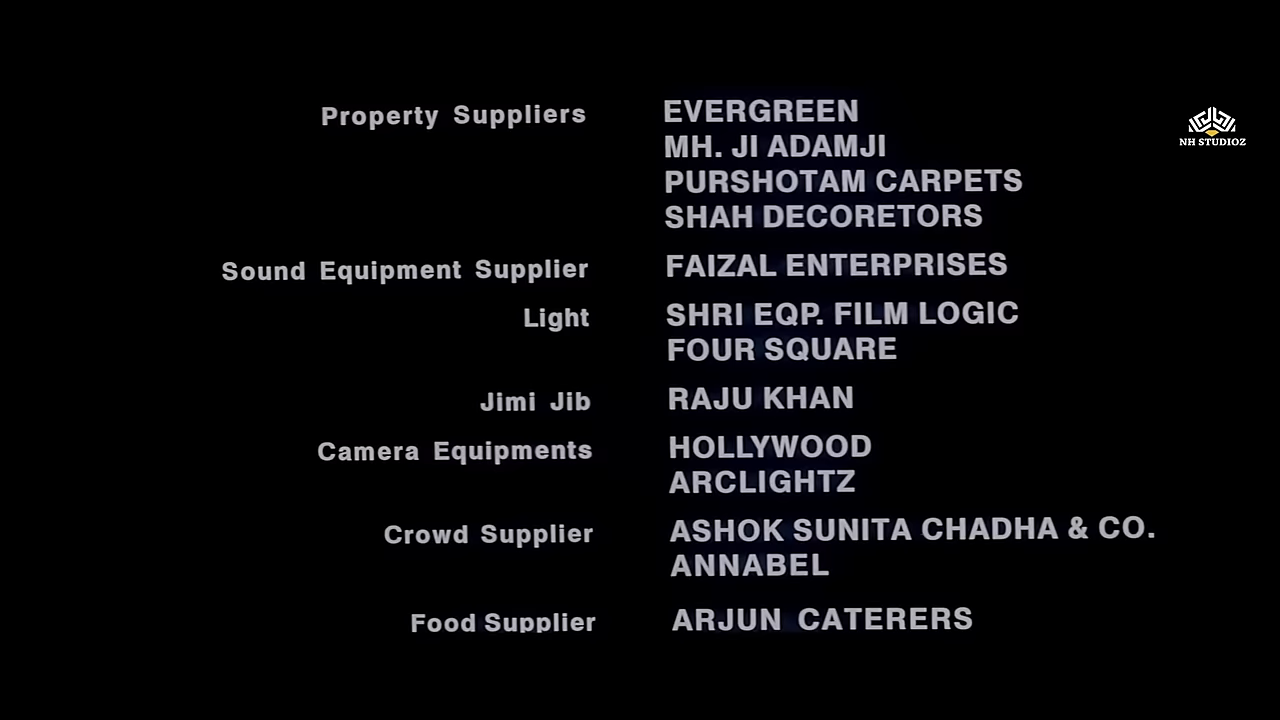 Property Suppliers EVERGREEN
MH. JI ADAMJI
PURSHOTAM CARPETS
SHAH DECORETORS
NH STUDIOZ
Sound Equipment Supplier FAIZAL ENTERPRISES
Light SHRI EQP. FILM LOGIC
FOUR SQUARE
Jimi Jib RAJU KHAN
Camera Equipments HOLLYWOOD
ARCLIGHTZ
Crowd Supplier ASHOK SUNITA CHADHA & CO.
ANNABEL
Food Supplier ARJUN CATERERS